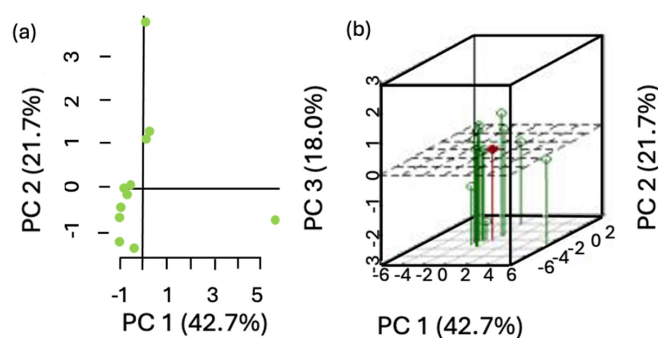 (a)
PC 2 (21.7%)
3
2
1
0
-1
-1 1 3 5
PC 1 (42.7%)
(b)
PC 3 (18.0%)
3
2
1
0
-1
-2
-3
-6 -4 -2 0 2 4 6
-6 -4 -2 0 2
PC 2 (21.7%)
PC 1 (42.7%)